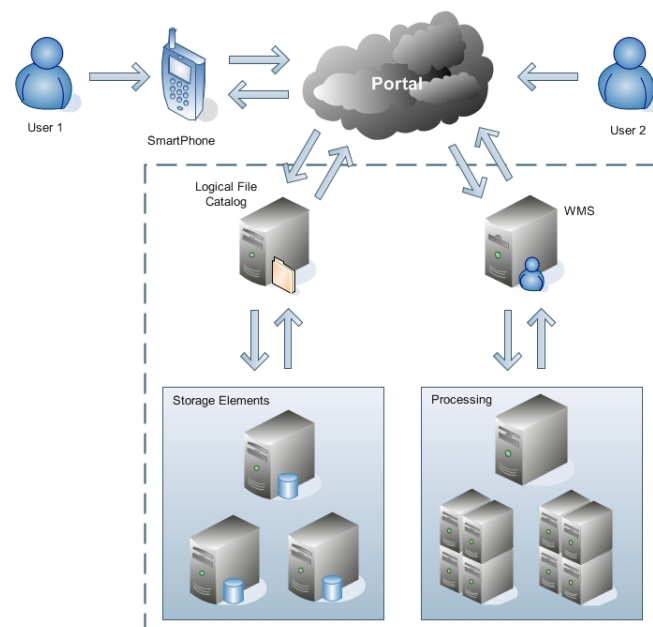 Portal
User 1
User 2
SmartPhone
Logical File
Catalog
WMS
Storage Elements
Processing